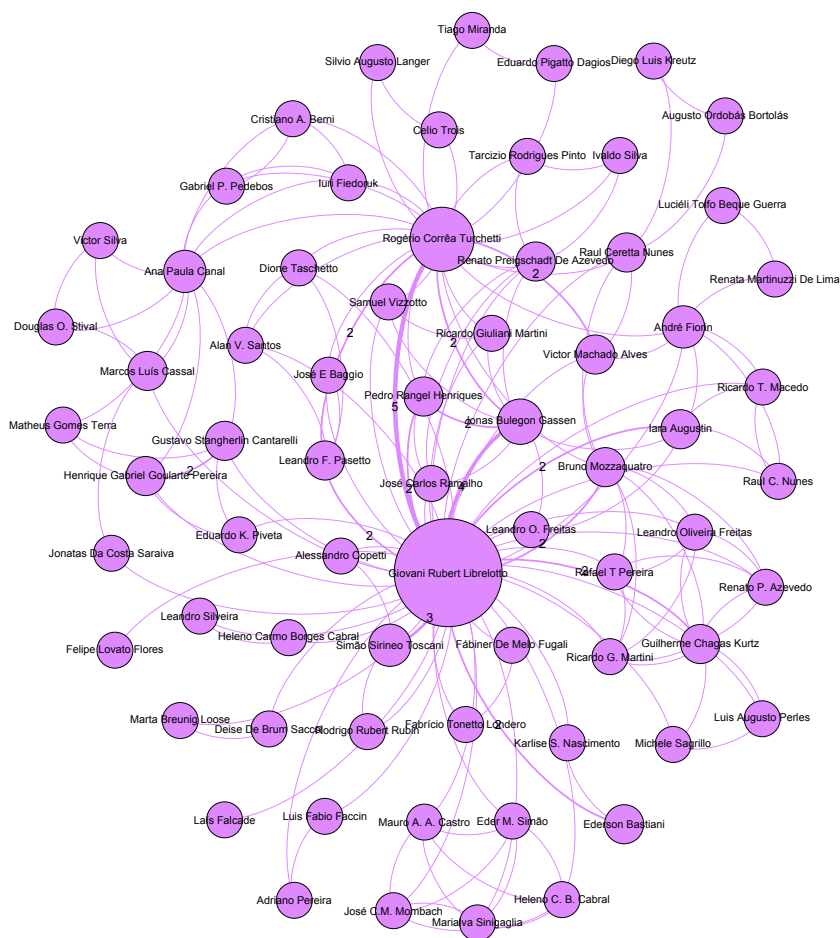 Tiago Miranda
Silvio Augusto Langer
Eduardo Pigatto Dagios
Diego Luis Kreutz
Cristiano A. Berni
Celio Trois
Augusto Ordobás Bortolás
Tarcizio Rodrigues Pinto
Ivaldo Silva
Gabriel P. Pedebos
Iuri Fiedoruk
Luciéli Tolfo Beque Guerra
Victor Silva
Rogério Corrêa Turchetti
Renato Preigschadt De Azevedo
Raul Ceretta Nunes
Ana Paula Canal
Dione Taschetto
2
Renata Martinuzzi De Lima
Samuel Vizzotto
Douglas O. Stival
Alan V. Santos
2
Ricardo Giuliani Martini
2
André Fiorin
Victor Machado Alves
Marcos Luís Cassal
José E Baggio
Pedro Rangel Henriques
Ricardo T. Macedo
5
Matheus Gomes Terra
Gustavo Stangherlin Cantarelli
2
Jonas Bulegon Gassen
Iara Augustin
Leandro F. Pasetto
Henrique Gabriel Goularte Pereira
2
José Carlos Ramalho
2
4
2
Bruno Mozzaquatro
Raul C. Nunes
Eduardo K. Piveta
2
Leandro O. Freitas
Leandro Oliveira Freitas
Jonatas Da Costa Saraiva
Alessandro Copetti
2
Giovani Rubert Librelotto
2
Rafael T Pereira
Renato P. Azevedo
Leandro Silveira
Heleno Carmo Borges Cabral
3
Simão Sirineo Toscani
Fábiner De Melo Fugali
Guilherme Chagas Kurtz
Felipe Lovato Flores
Ricardo G. Martini
Marta Breunig Loose
Deise De Brum Saccol
Rodrigo Rubert Rubin
Fabrício Tonetto Londero
2
Karlise S. Nascimento
Michele Sagrillo
Luis Augusto Perles
Laís Falcade
Luis Fabio Faccin
Mauro A. A. Castro
Eder M. Simão
Ederson Bastiani
Adriano Pereira
José C.M. Mombach
Marialva Sinigaglia
Heleno C. B. Cabral